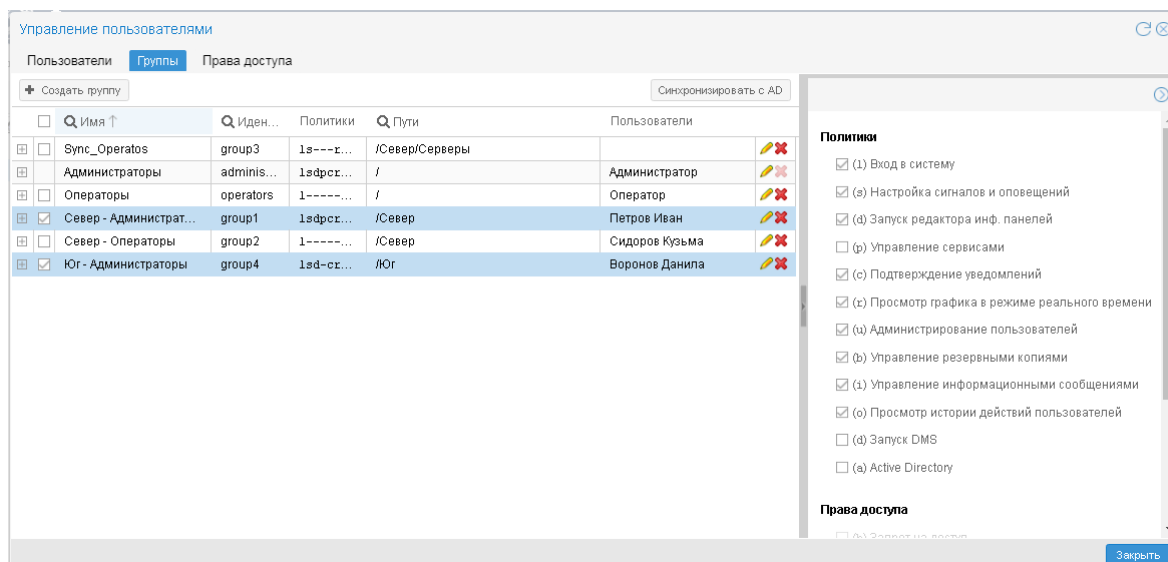 Управление пользователями
Пользователи Группы Права доступа
Создать группу Синхронизировать с AD
Имя ↑ Иден... Политики Пути Пользователи
Sync_Operatos group3 ls---r... /Север/Серверы
Администраторы adminis... lsdpcr... / Администратор
Операторы operators l-----... / Оператор
Север - Администрат... group1 lsdpcr... /Север Петров Иван
Север - Операторы group2 l-----... /Север Сидоров Кузьма
Юг - Администраторы group4 lsd-cr... /Юг Воронов Данила
Политики
(l) Вход в систему
(s) Настройка сигналов и оповещений
(d) Запуск редактора инф. панелей
(p) Управление сервисами
(c) Подтверждение уведомлений
(r) Просмотр графика в режиме реального времени
(u) Администрирование пользователей
(b) Управление резервными копиями
(i) Управление информационными сообщениями
(o) Просмотр истории действий пользователей
(d) Запуск DMS
(a) Active Directory
Права доступа
Закрыть